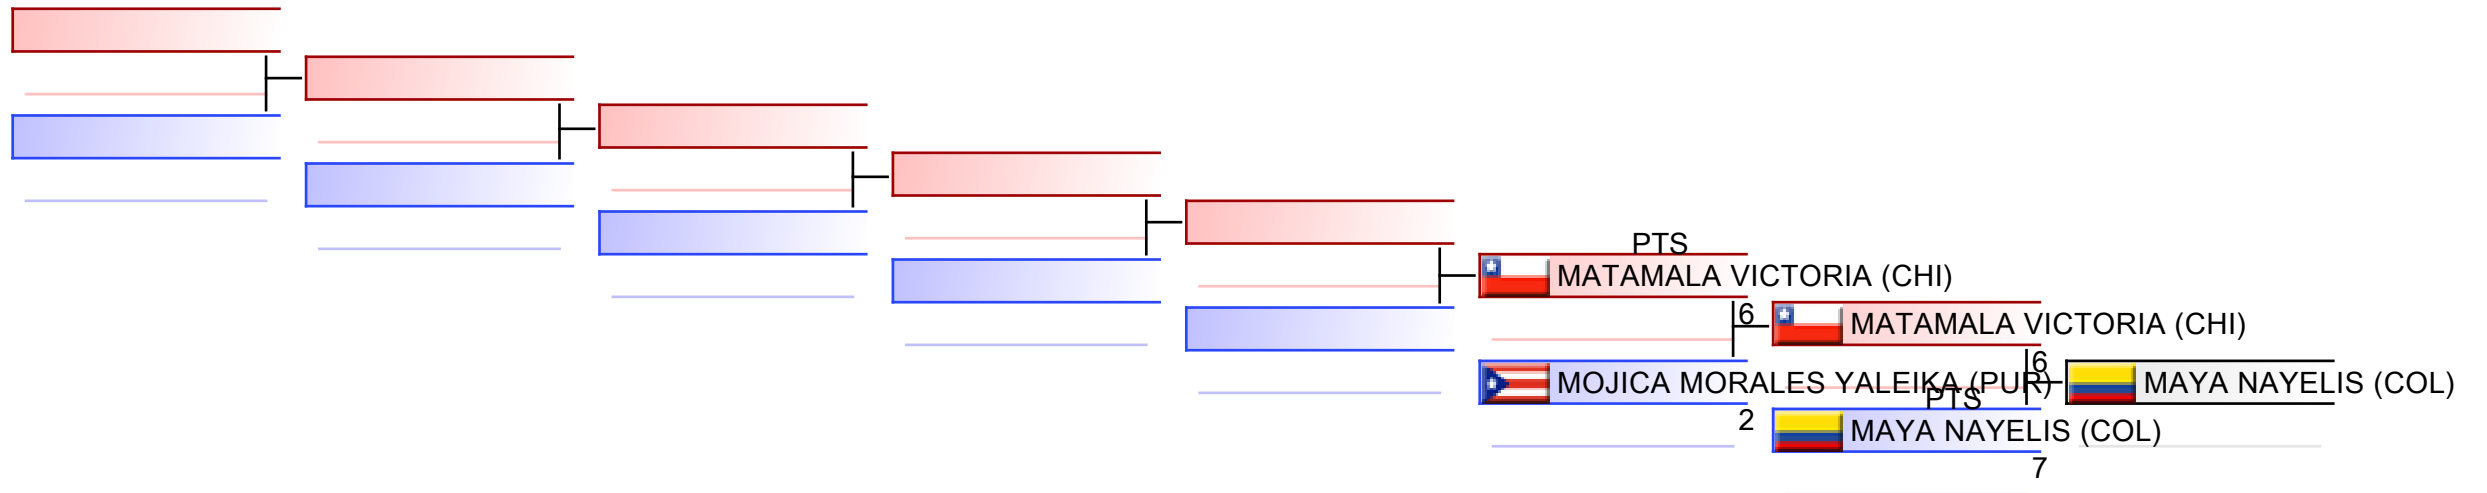 PTS
MATAMALA VICTORIA (CHI)
6
MATAMALA VICTORIA (CHI)
6
MOJICA MORALES YALEIKA (PUR)
MAYA NAYELIS (COL)
PTS
2
MAYA NAYELIS (COL)
7